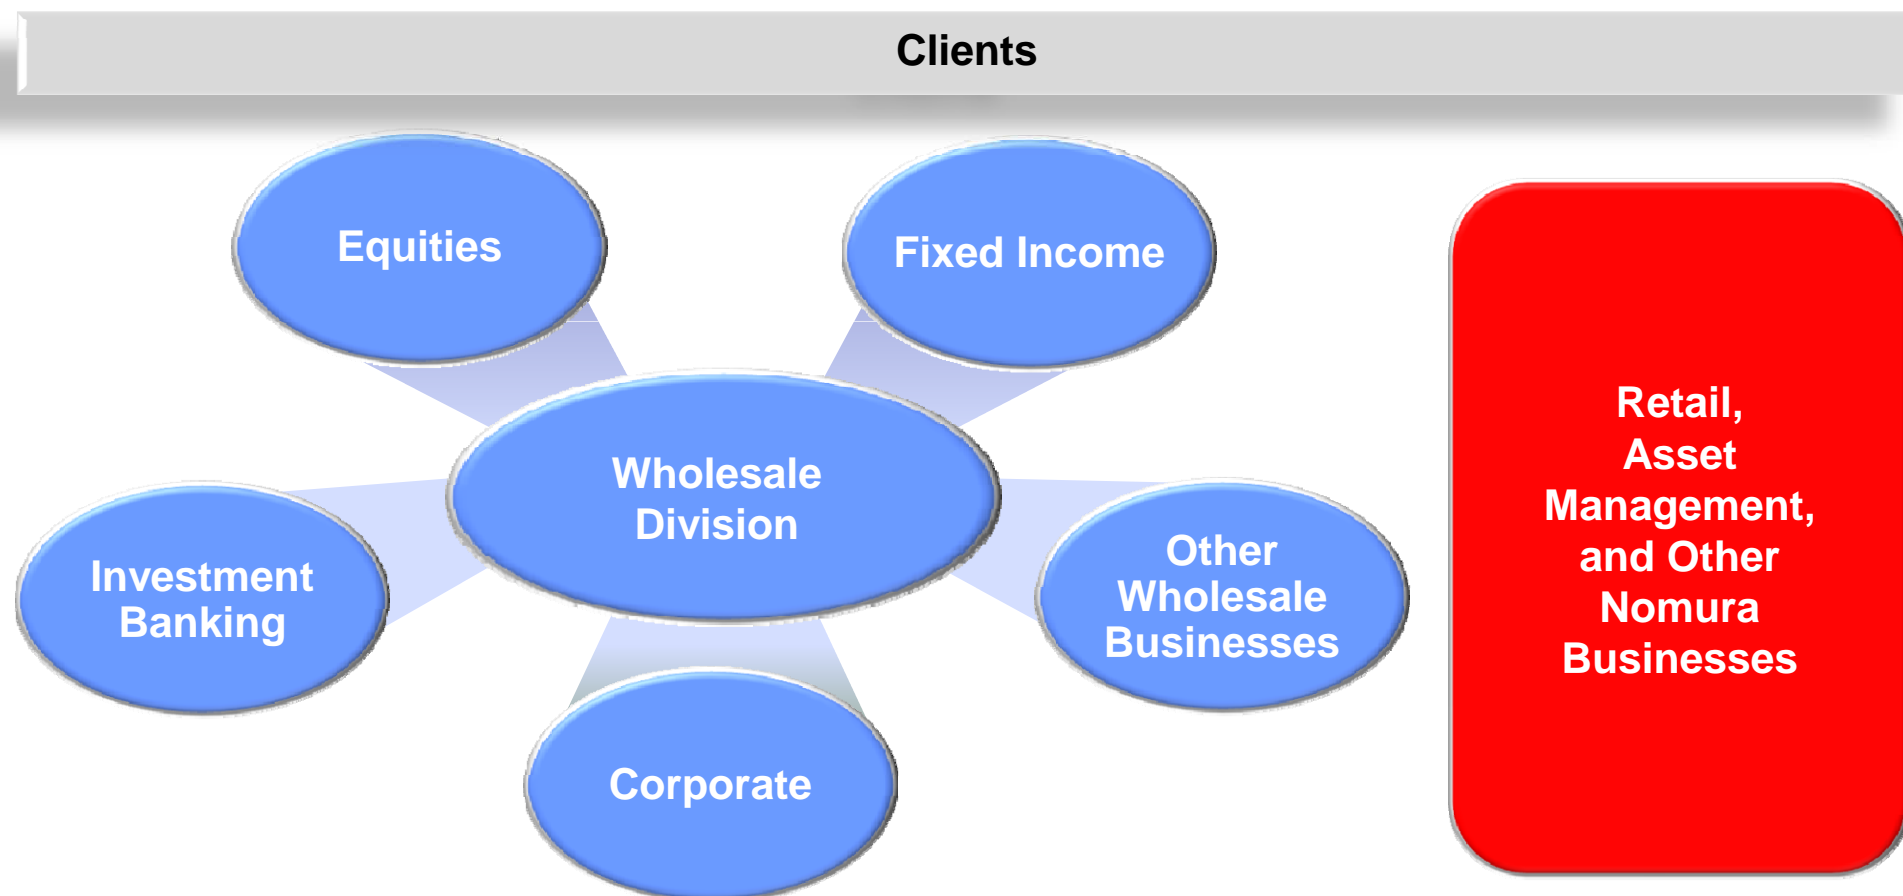 Clients
Equities
Fixed Income
Wholesale
Division
Investment
Banking
Other
Wholesale
Businesses
Corporate
Retail,
Asset
Management,
and Other
Nomura
Businesses